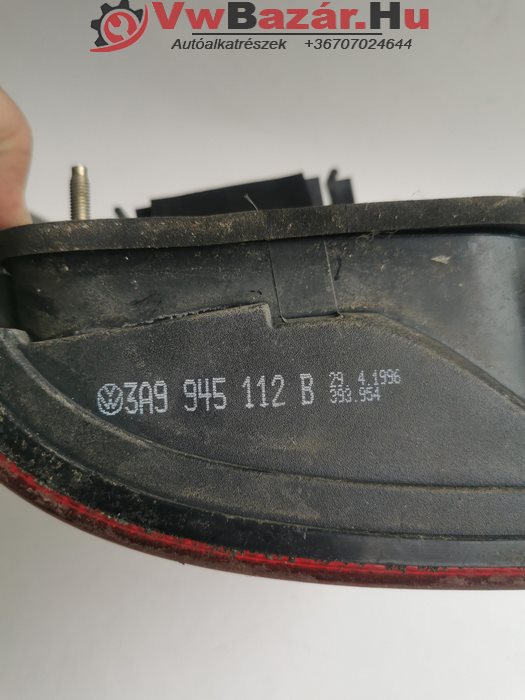 VwBazár.Hu
Autóalkatrészek +36707024644
3A9 945 112 B
29. 4.1996
393.954